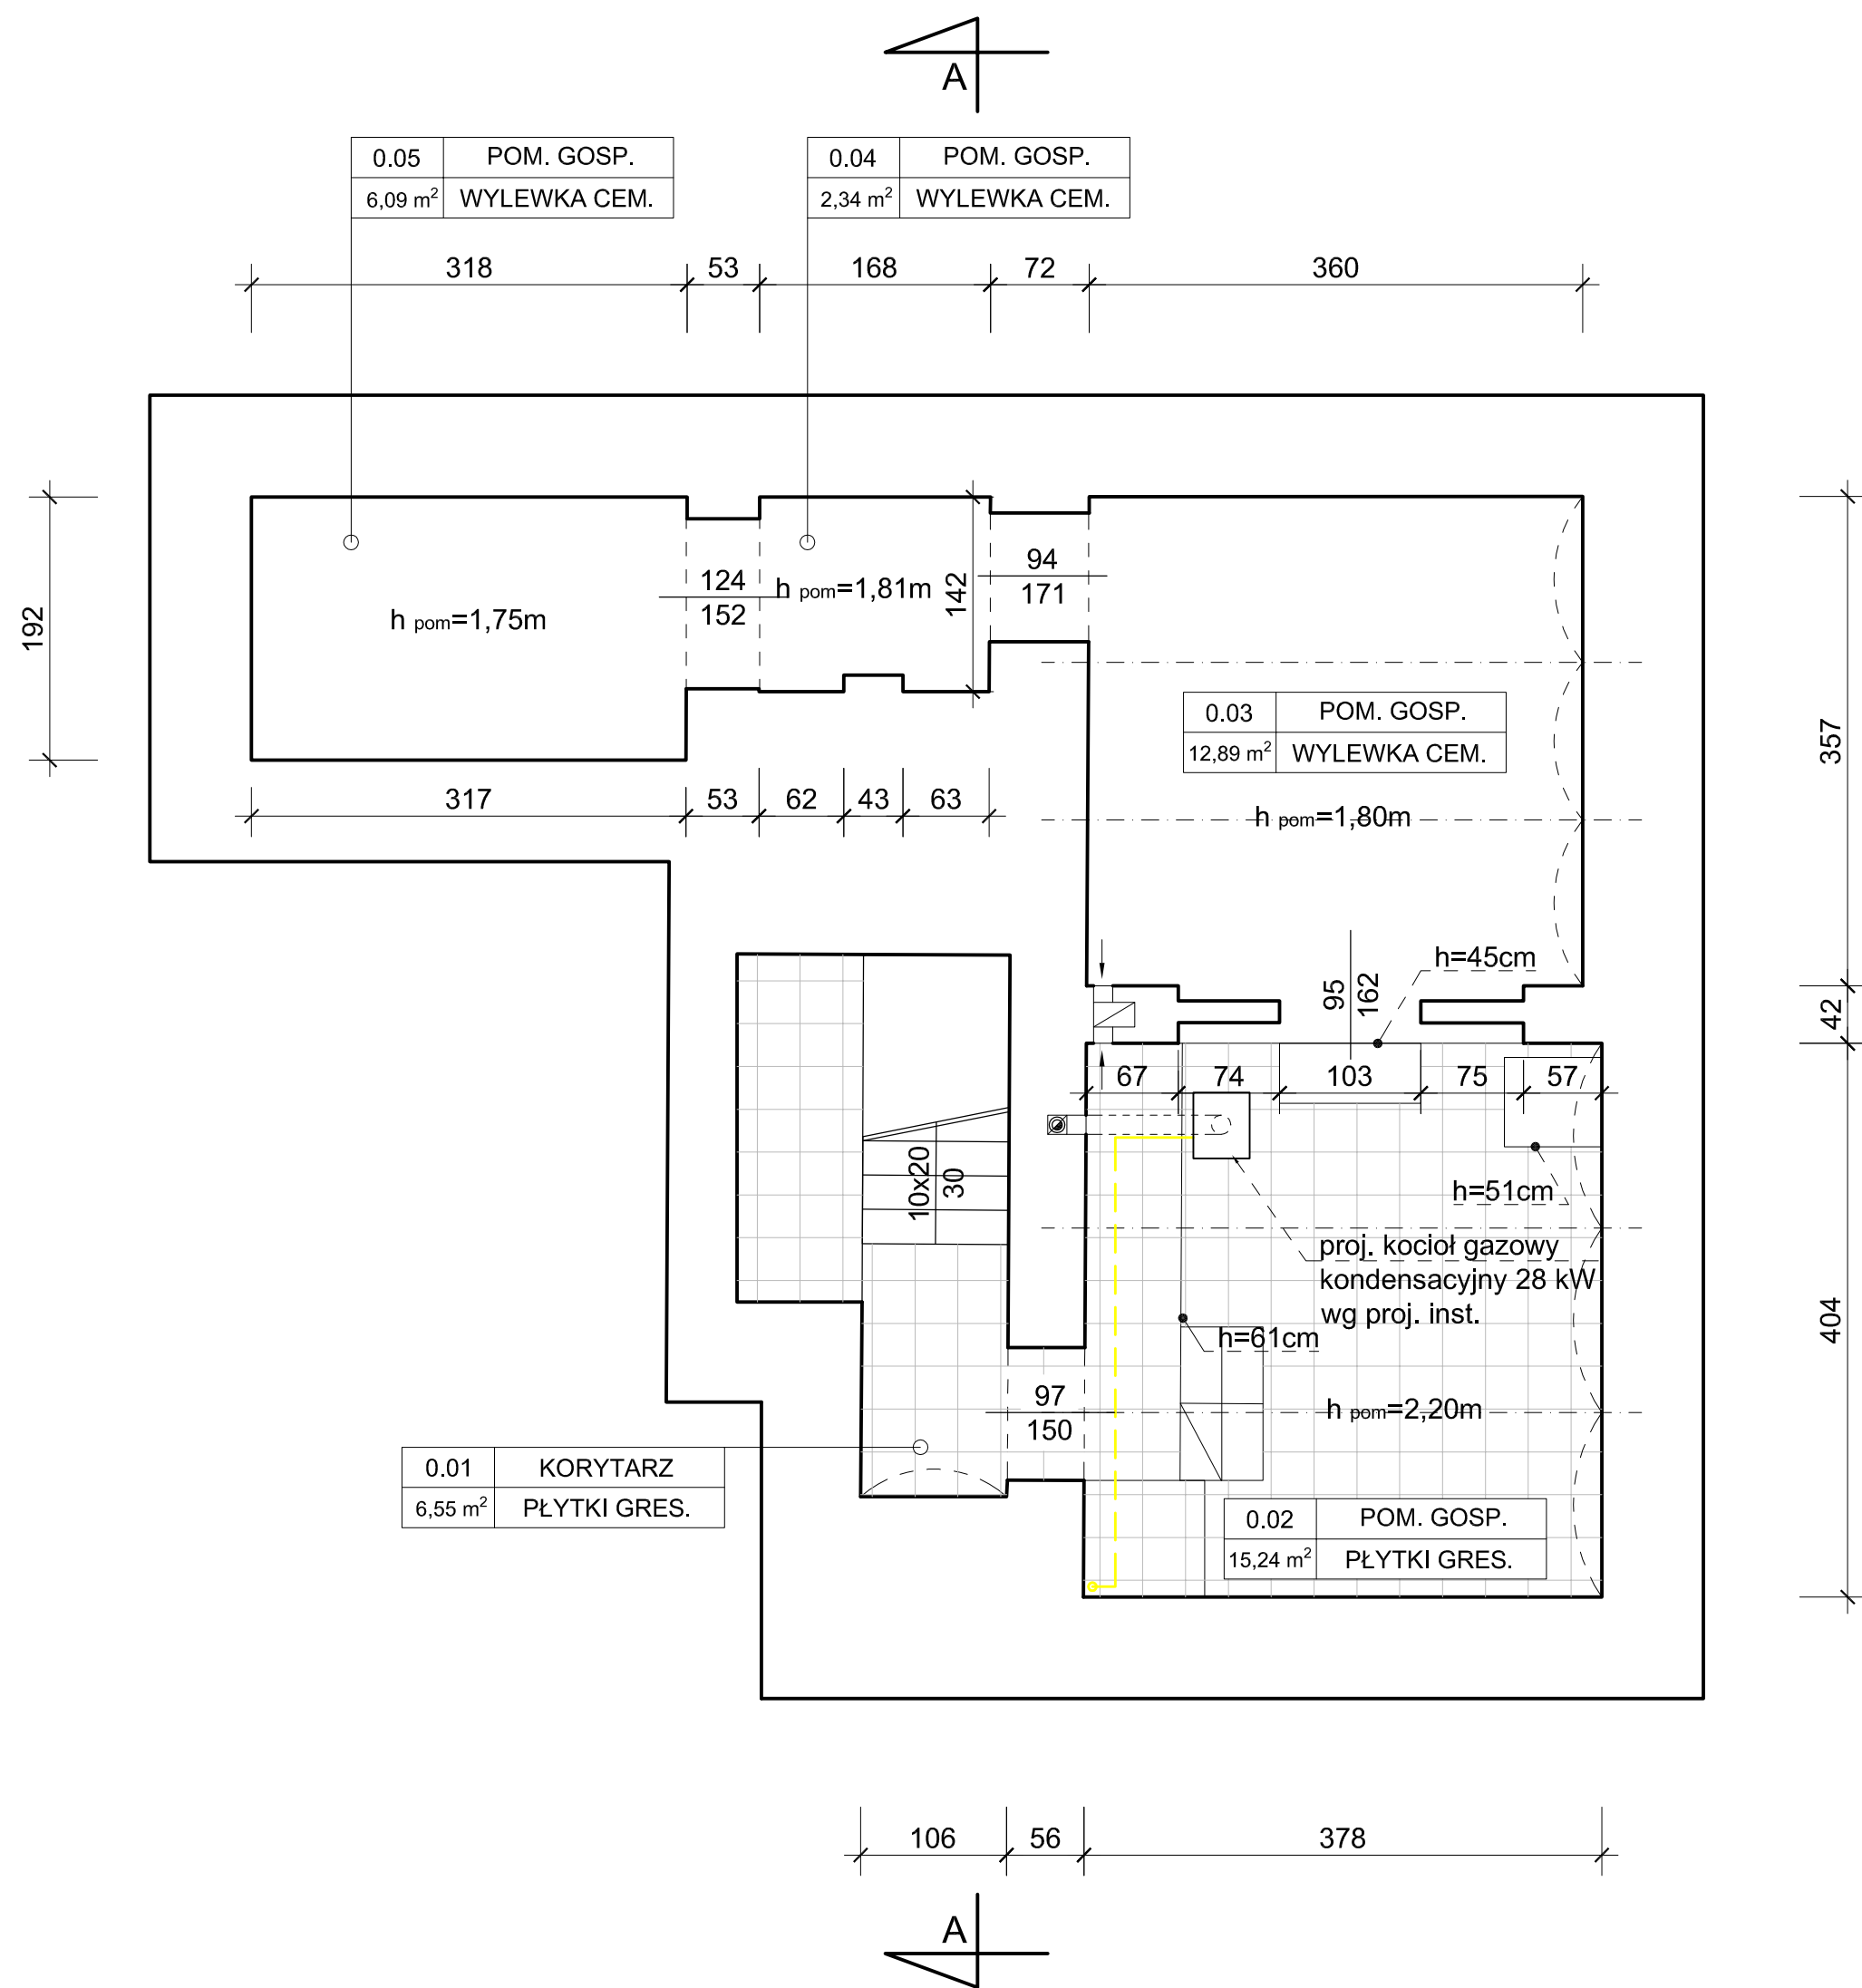 A
0.05 POM. GOSP.
6,09 m² WYLEWKA CEM.
0.04 POM. GOSP.
2,34 m² WYLEWKA CEM.
318 53 168 72 360
192
h pom=1,75m
124
152
h pom=1,81m
142
94
171
357
0.03 POM. GOSP.
12,89 m² WYLEWKA CEM.
h pom=1,80m
317 53 62 43 63
h=45cm
95
162
42
67 74 103 75 57
10x20
30
h=51cm
proj. kocioł gazowy
kondensacyjny 28 kW
wg proj. inst.
h=61cm
404
97
150
h pom=2,20m
0.01 KORYTARZ
6,55 m² PŁYTKI GRES.
0.02 POM. GOSP.
15,24 m² PŁYTKI GRES.
106 56 378
A